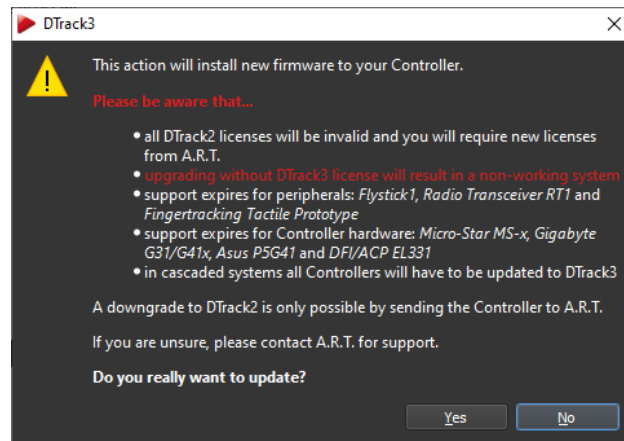 DTrack3
This action will install new firmware to your Controller.
Please be aware that...
• all DTrack2 licenses will be invalid and you will require new licenses
from A.R.T.
• upgrading without DTrack3 license will result in a non-working system
• support expires for peripherals: Flystick1, Radio Transceiver RT1 and
Fingertracking Tactile Prototype
• support expires for Controller hardware: Micro-Star MS-x, Gigabyte
G31/G41x, Asus P5G41 and DFI/ACP EL331
• in cascaded systems all Controllers will have to be updated to DTrack3
A downgrade to DTrack2 is only possible by sending the Controller to A.R.T.
If you are unsure, please contact A.R.T. for support.
Do you really want to update?
Yes
No